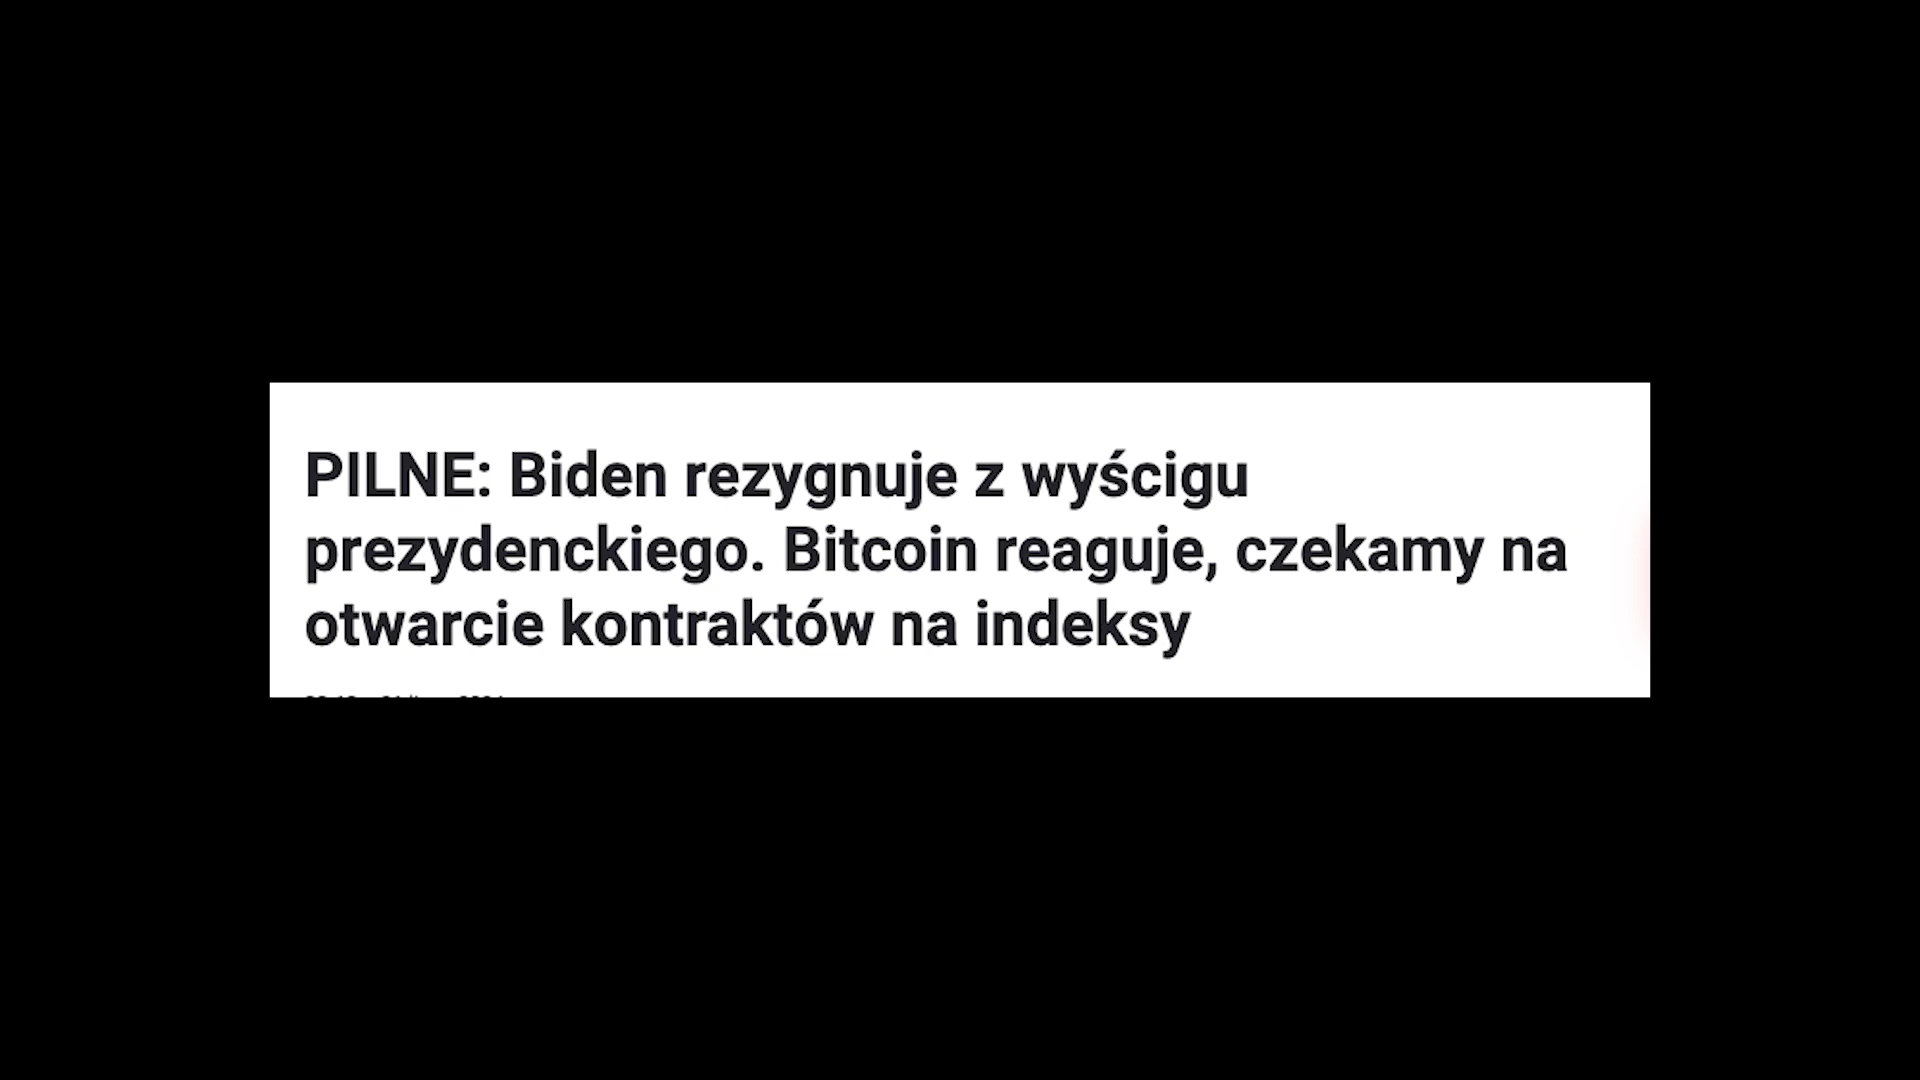 PILNE: Biden rezygnuje z wyścigu
prezydenckiego. Bitcoin reaguje, czekamy na
otwarcie kontraktów na indeksy